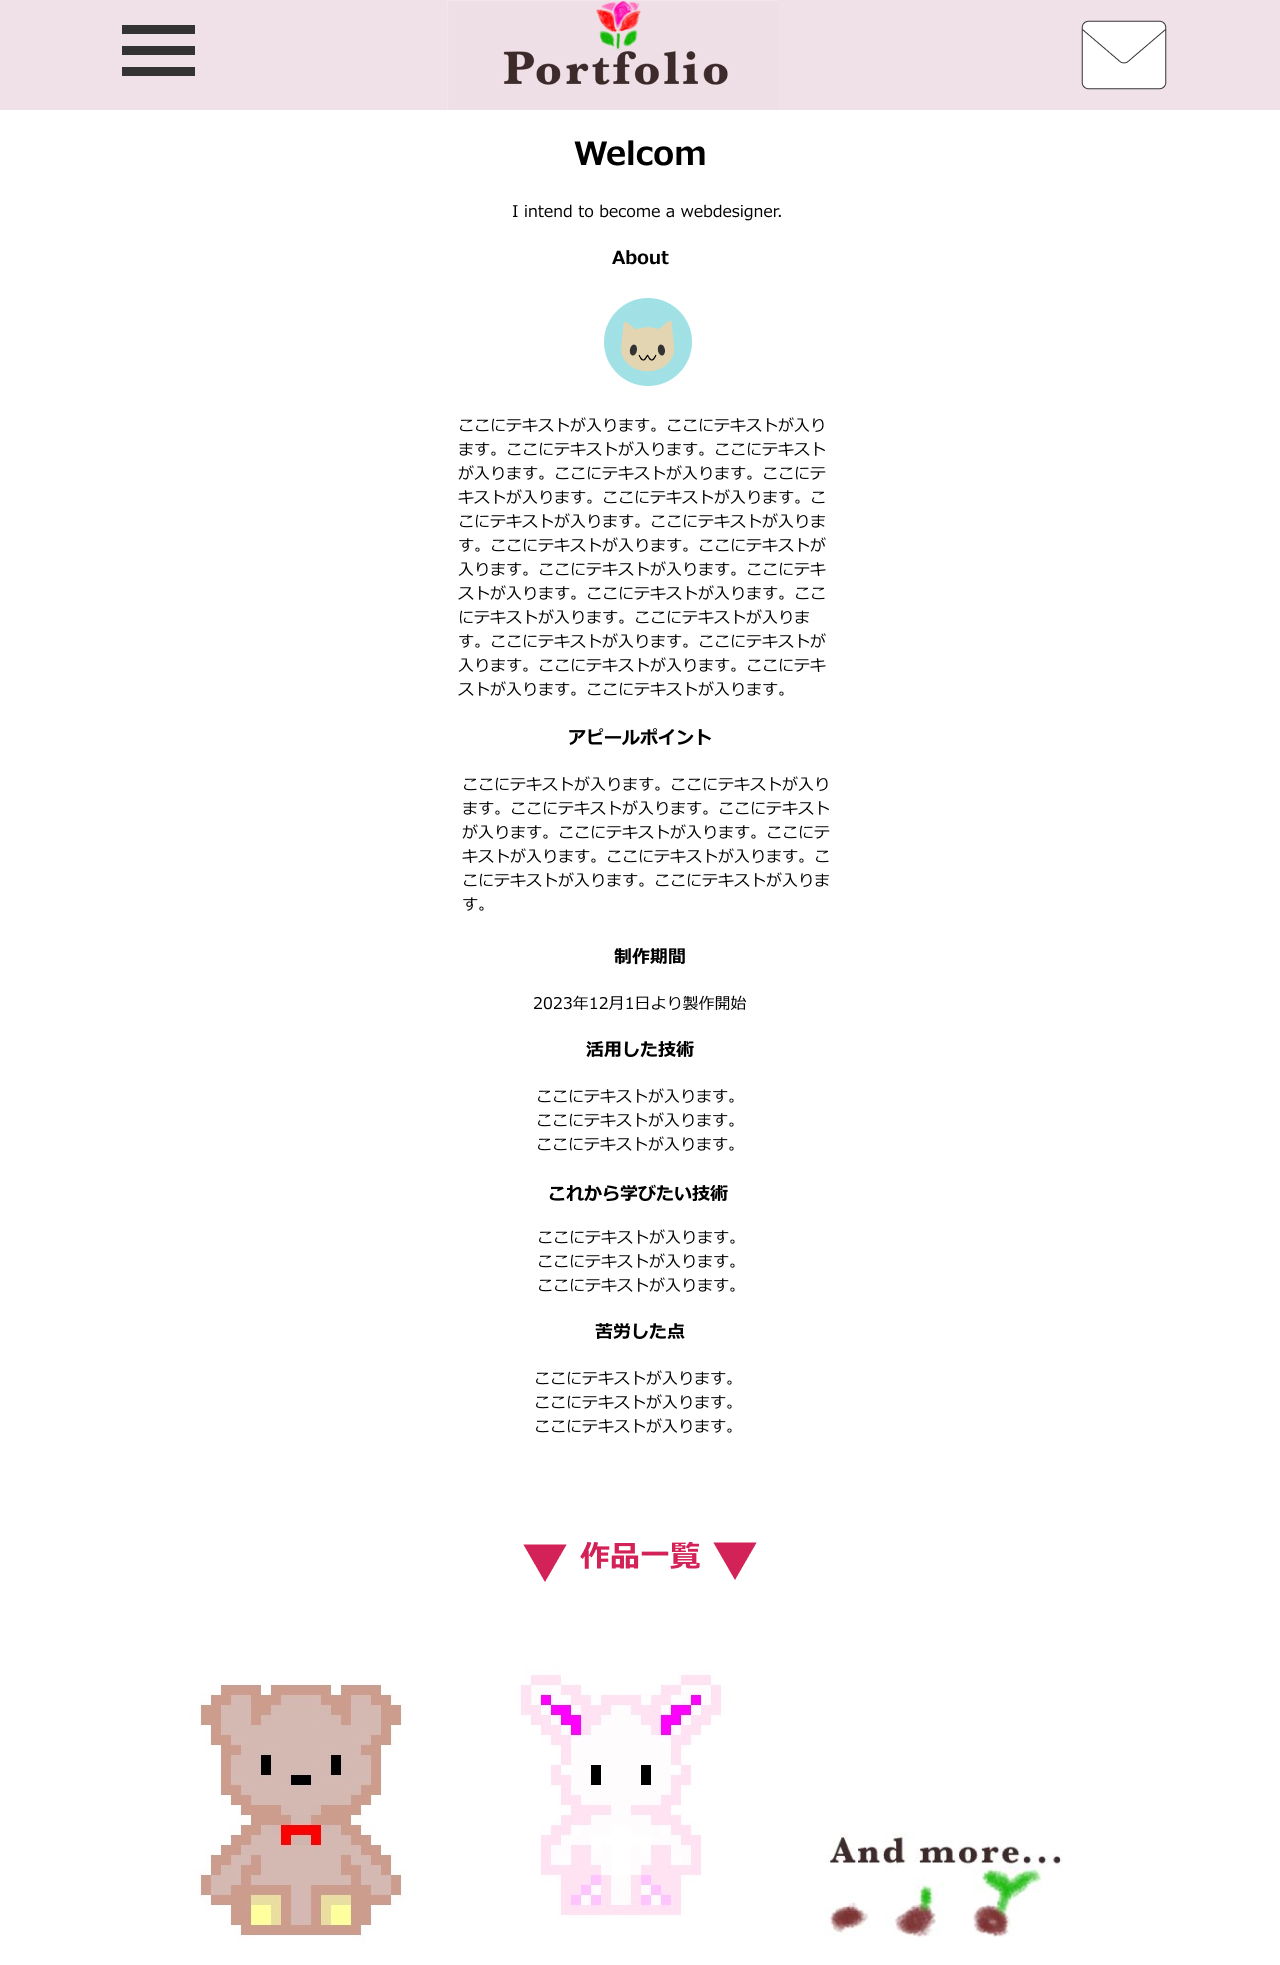 Portfolio
Welcom
I intend to become a webdesigner.
About
ここにテキストが入ります。ここにテキストが入り
ます。ここにテキストが入ります。ここにテキスト
が入ります。ここにテキストが入ります。ここにテ
キストが入ります。ここにテキストが入ります。こ
こにテキストが入ります。ここにテキストが入りま
す。ここにテキストが入ります。ここにテキストが
入ります。ここにテキストが入ります。ここにテキ
ストが入ります。ここにテキストが入ります。ここ
にテキストが入ります。ここにテキストが入りま
す。ここにテキストが入ります。ここにテキストが
入ります。ここにテキストが入ります。ここにテキ
ストが入ります。ここにテキストが入ります。
アピールポイント
ここにテキストが入ります。ここにテキストが入り
ます。ここにテキストが入ります。ここにテキスト
が入ります。ここにテキストが入ります。ここにテ
キストが入ります。ここにテキストが入ります。こ
こにテキストが入ります。ここにテキストが入りま
す。
制作期間
2023年12月1日より製作開始
活用した技術
ここにテキストが入ります。
ここにテキストが入ります。
ここにテキストが入ります。
これから学びたい技術
ここにテキストが入ります。
ここにテキストが入ります。
ここにテキストが入ります。
苦労した点
ここにテキストが入ります。
ここにテキストが入ります。
ここにテキストが入ります。
▼ 作品一覧 ▼
And more...